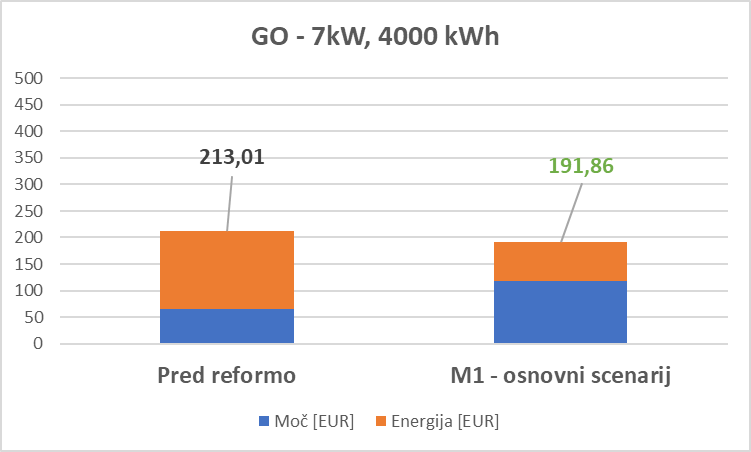 GO - 7kW, 4000 kWh
500
450
400
350
300
250
200
150
100
50
0
213,01
191,86
Pred reformo
M1 - osnovni scenarij
Moč [EUR]
Energija [EUR]